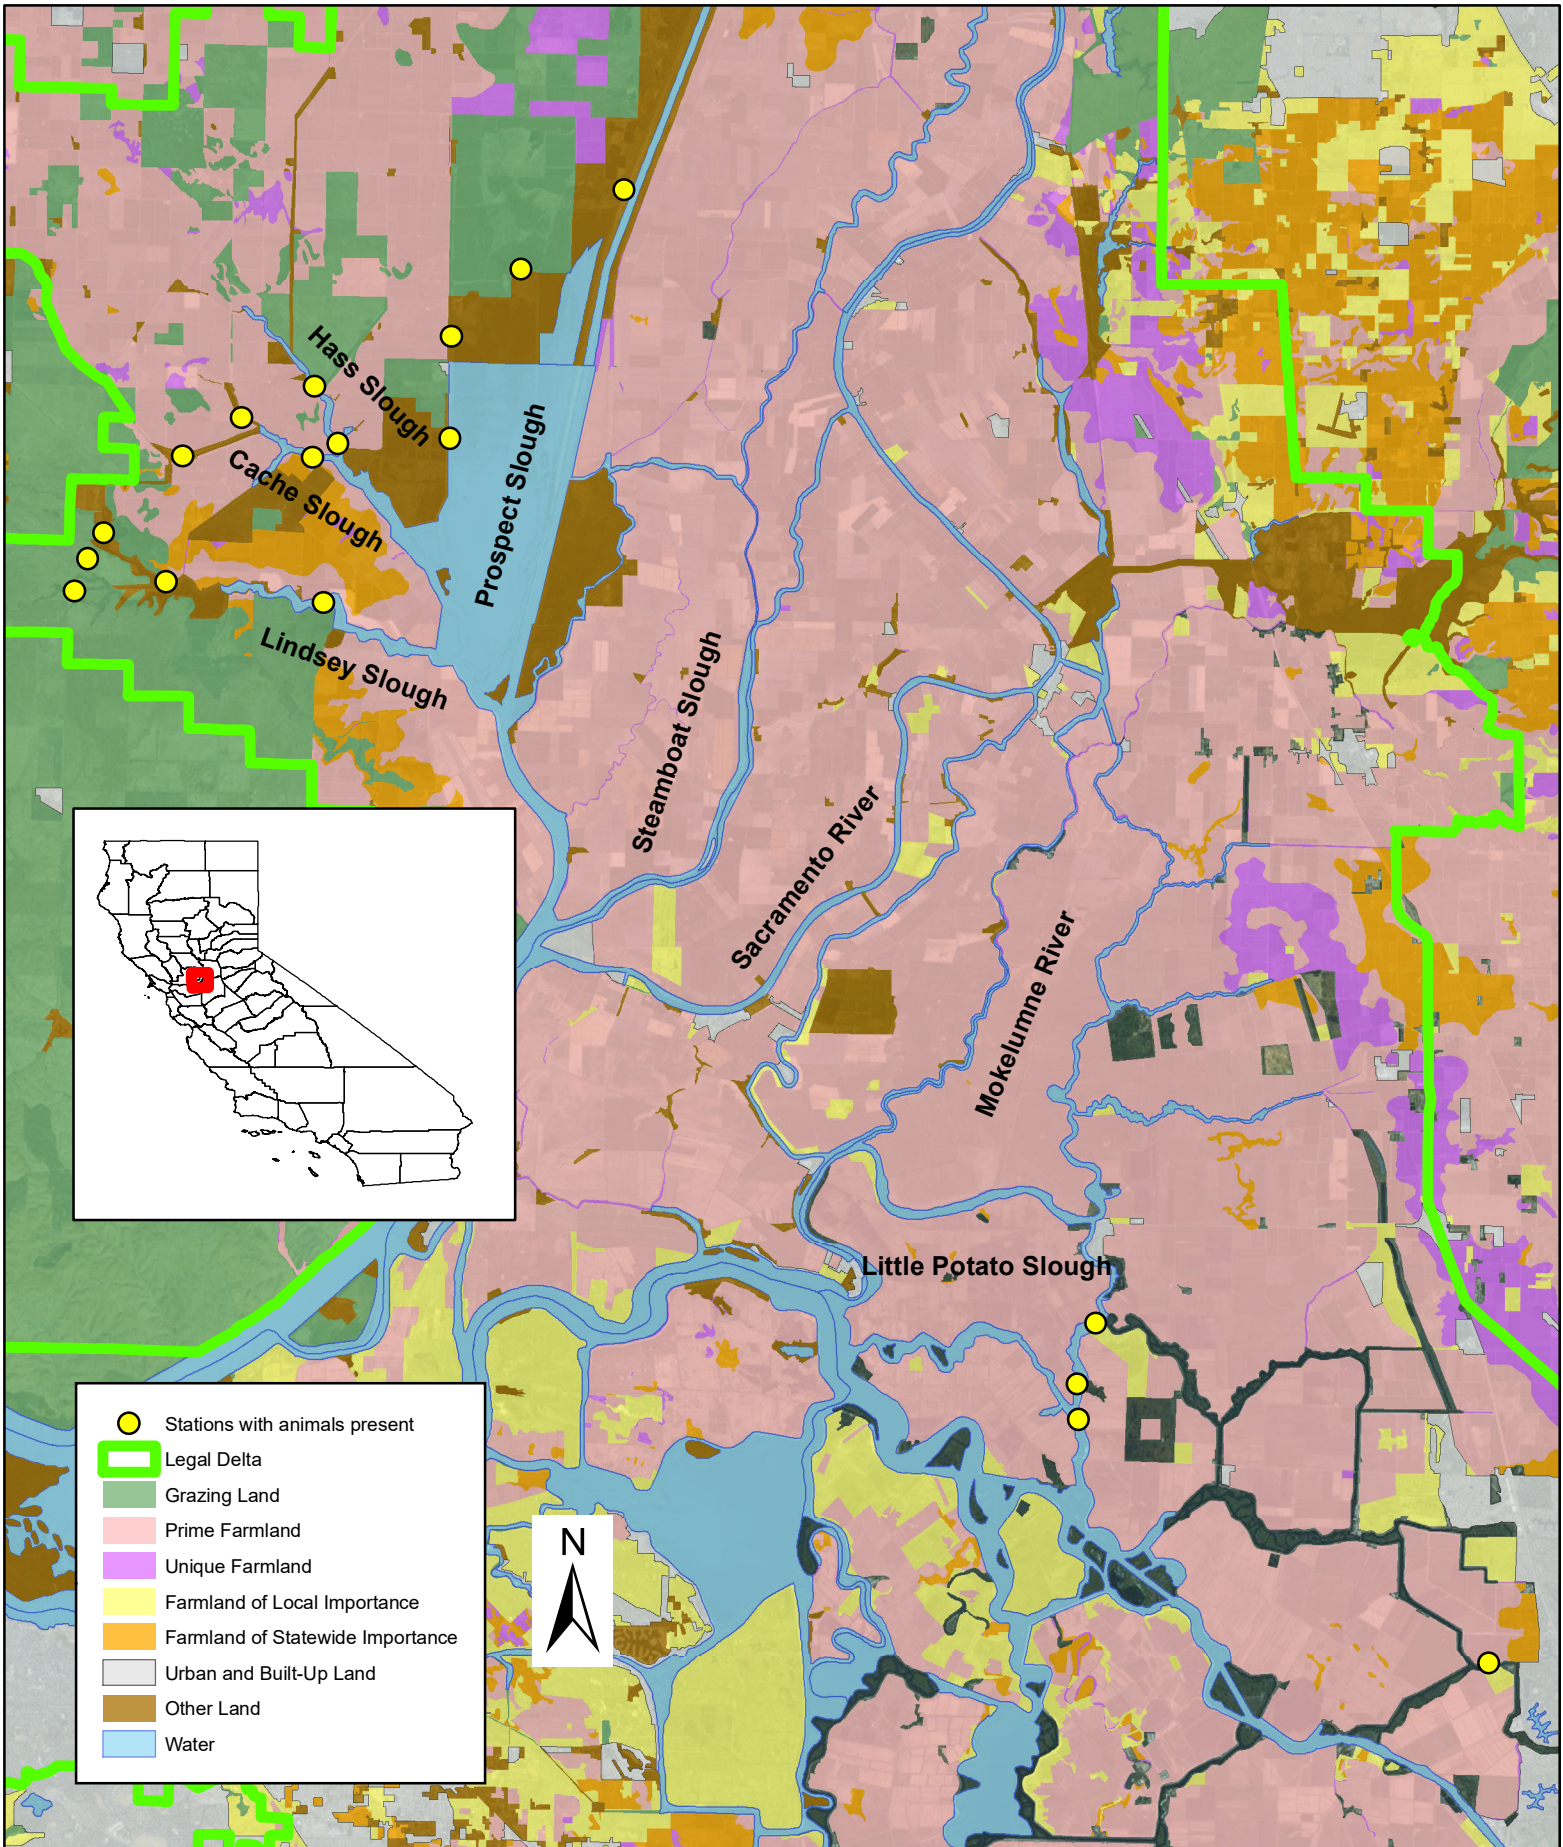 Hass Slough
Cache Slough
Prospect Slough
Lindsey Slough
Steamboat Slough
Sacramento River
Mokelumne River
Little Potato Slough
Stations with animals present
Legal Delta
Grazing Land
Prime Farmland
Unique Farmland
Farmland of Local Importance
Farmland of Statewide Importance
Urban and Built-Up Land
Other Land
Water
N